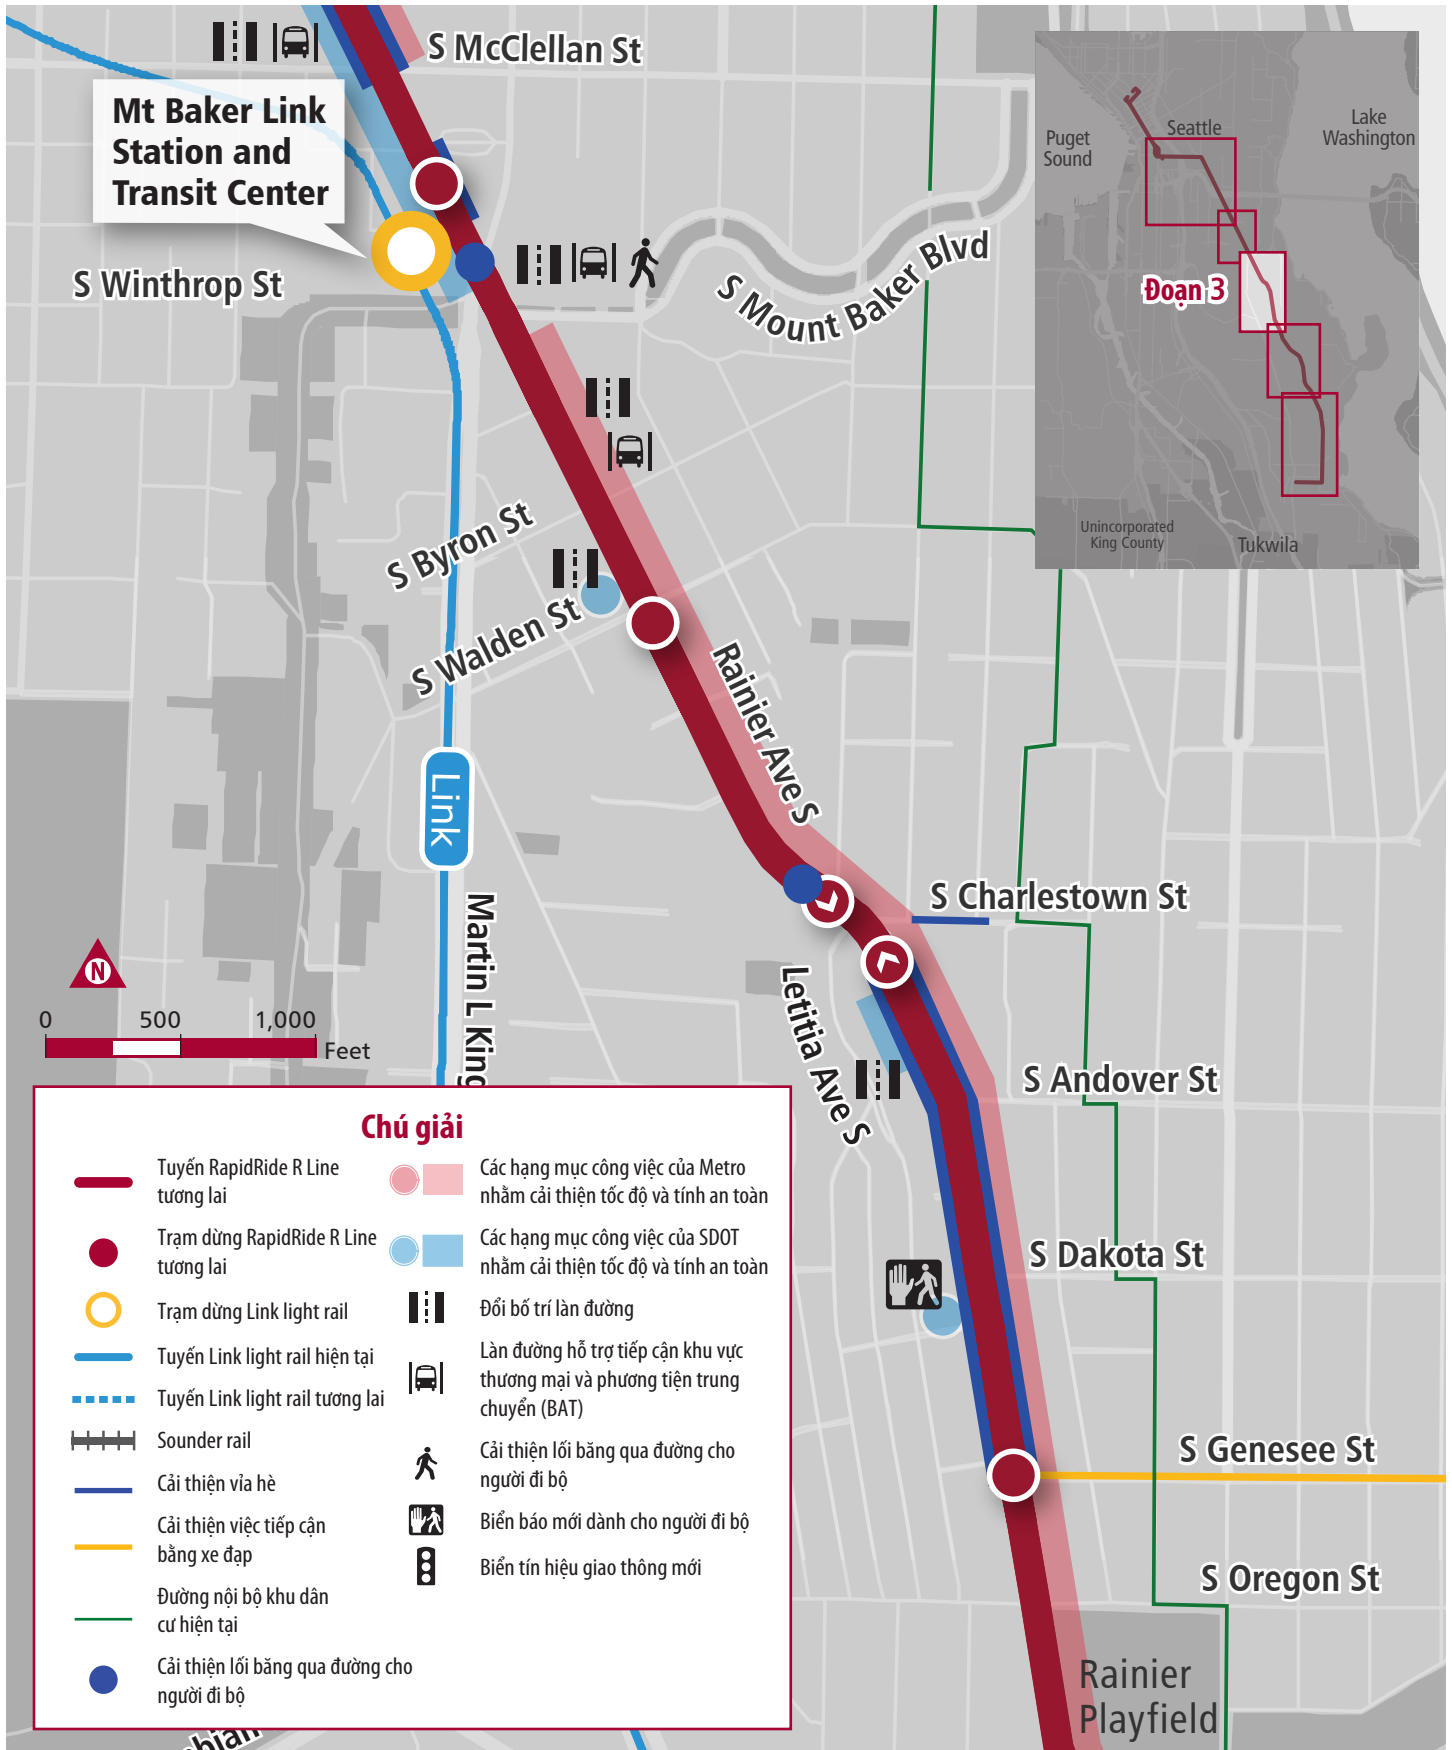 S McClellan St
Mt Baker Link
Station and
Transit Center
S Winthrop St
S Mount Baker Blvd
Puget
Sound
Seattle
Lake
Washington
Đoạn 3
Unincorporated
King County
Tukwila
S Byron St
S Walden St
Rainier Ave S
Link
S Charlestown St
Martin L King
Letitia Ave S
N
0 500 1,000
Feet
S Andover St
S Dakota St
S Genesee St
S Oregon St
Rainier
Playfield
Chú giải
Tuyến RapidRide R Line
tương lai
Trạm dừng RapidRide R Line
tương lai
Trạm dừng Link light rail
Tuyến Link light rail hiện tại
Tuyến Link light rail tương lai
Sounder rail
Cải thiện vỉa hè
Cải thiện việc tiếp cận
bằng xe đạp
Đường nội bộ khu dân
cư hiện tại
Cải thiện lối băng qua đường cho
người đi bộ
Các hạng mục công việc của Metro
nhằm cải thiện tốc độ và tính an toàn
Các hạng mục công việc của SDOT
nhằm cải thiện tốc độ và tính an toàn
Đổi bố trí làn đường
Làn đường hỗ trợ tiếp cận khu vực
thương mại và phương tiện trung
chuyển (BAT)
Cải thiện lối băng qua đường cho
người đi bộ
Biển báo mới dành cho người đi bộ
Biển tín hiệu giao thông mới